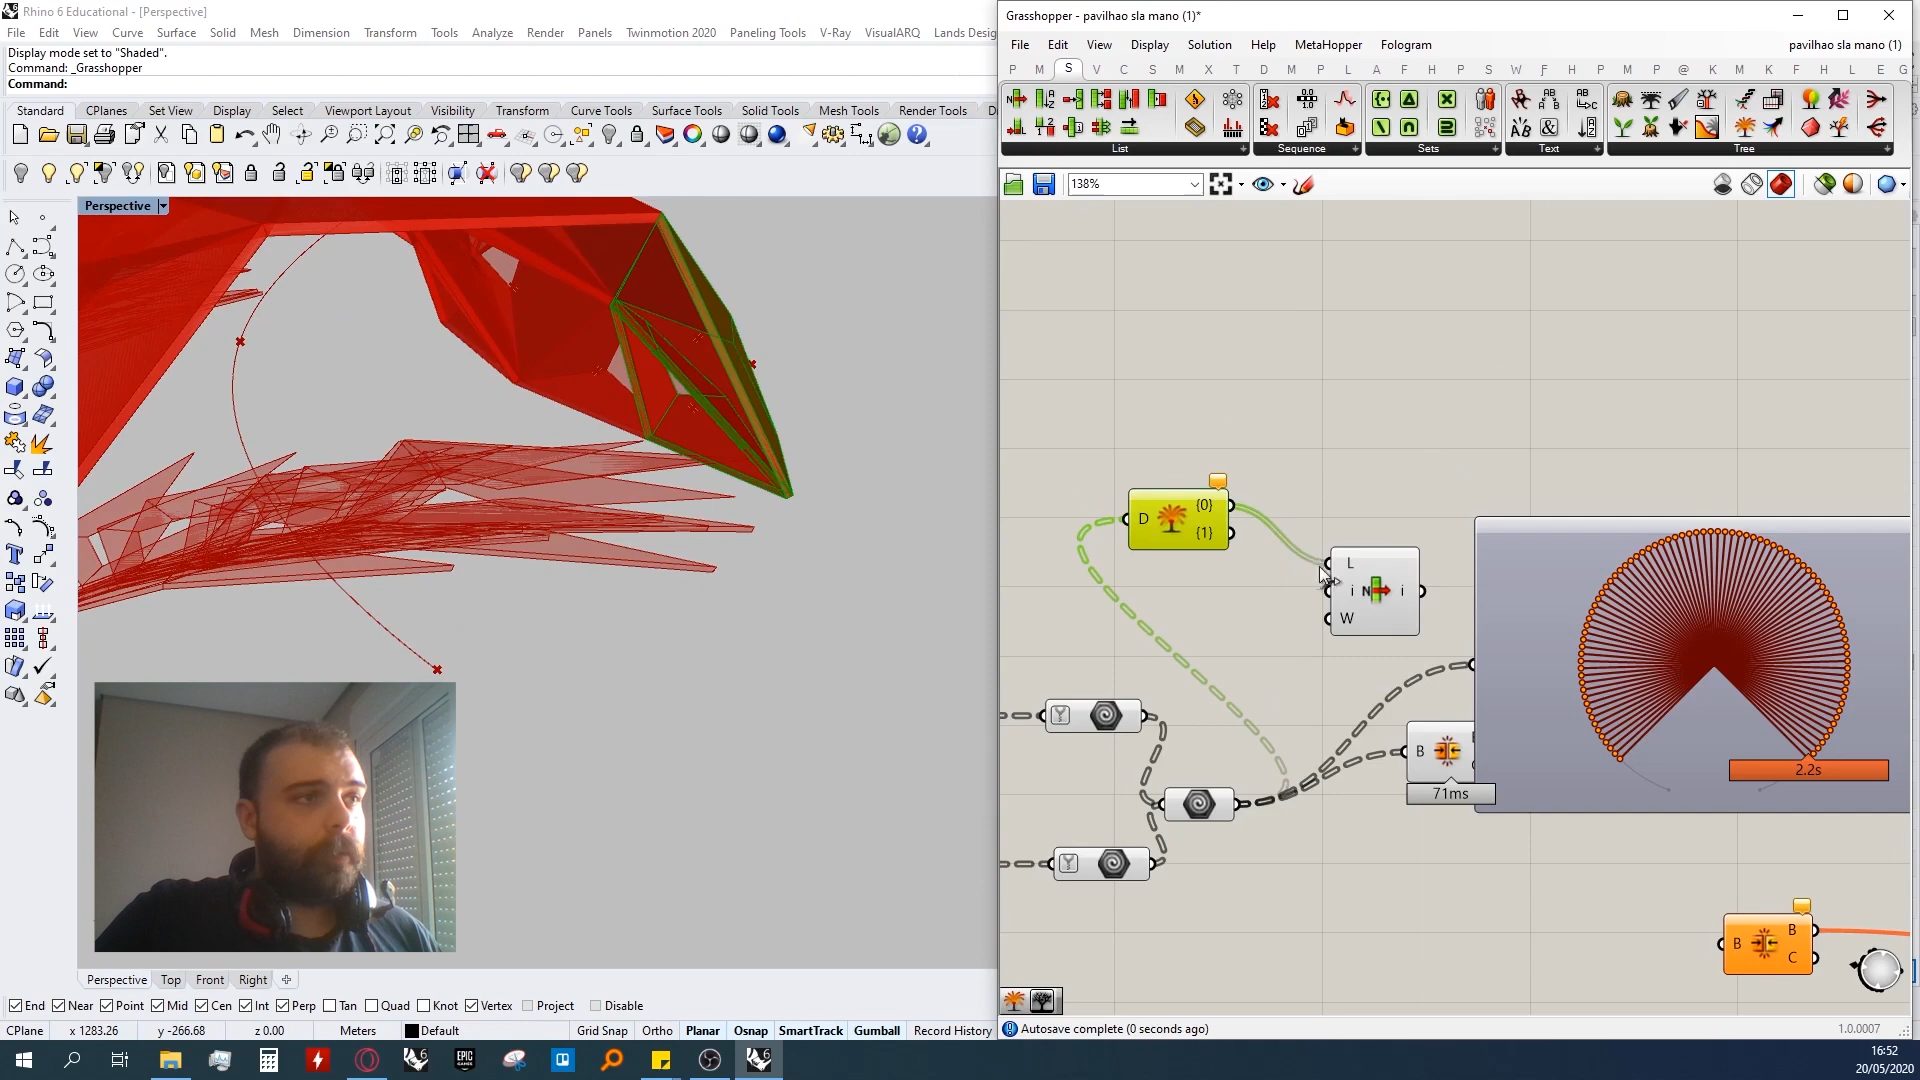 Rhino 6 Educational - [Perspective]
File Edit View Curve Surface Solid Mesh Dimension Transform Tools Analyze Render Panels Twinmotion 2020 Paneling Tools V-Ray VisualARQ Lands Desig
Display mode set to "Shaded".
Command: _Grasshopper
Command:
Standard CPlanes Set View Display Select Viewport Layout Visibility Transform Curve Tools Surface Tools Solid Tools Mesh Tools Render Tools D
Perspective
Perspective Top Front Right
End Near Point Mid Cen Int Perp Tan Quad Knot Vertex Project Disable
CPlane x 1283.26 y -266.68 z 0.00 Meters Default Grid Snap Ortho Planar Osnap SmartTrack Gumball Record History
Grasshopper - pavilhao sla mano (1)*
File Edit View Display Solution Help MetaHopper Fologram pavilhao sla mano (1)
P M S V C S M X T D M P L A F H P S W F H P M P @ K M K F H L E G
List Sequence Sets Text Tree
138%
D {0}
{1}
L
i N i
W
B
71ms
2.2s
B B
C
Autosave complete (0 seconds ago) 1.0.0007
16:52
20/05/2020